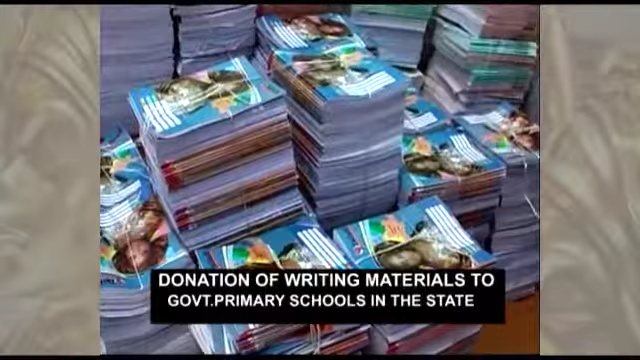 DONATION OF WRITING MATERIALS TO
GOVT.PRIMARY SCHOOLS IN THE STATE